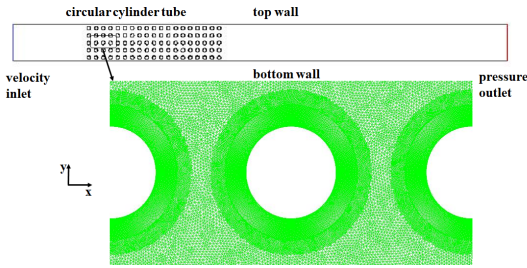 circular cylinder tube top wall
velocity inlet
bottom wall
pressure outlet
y
x